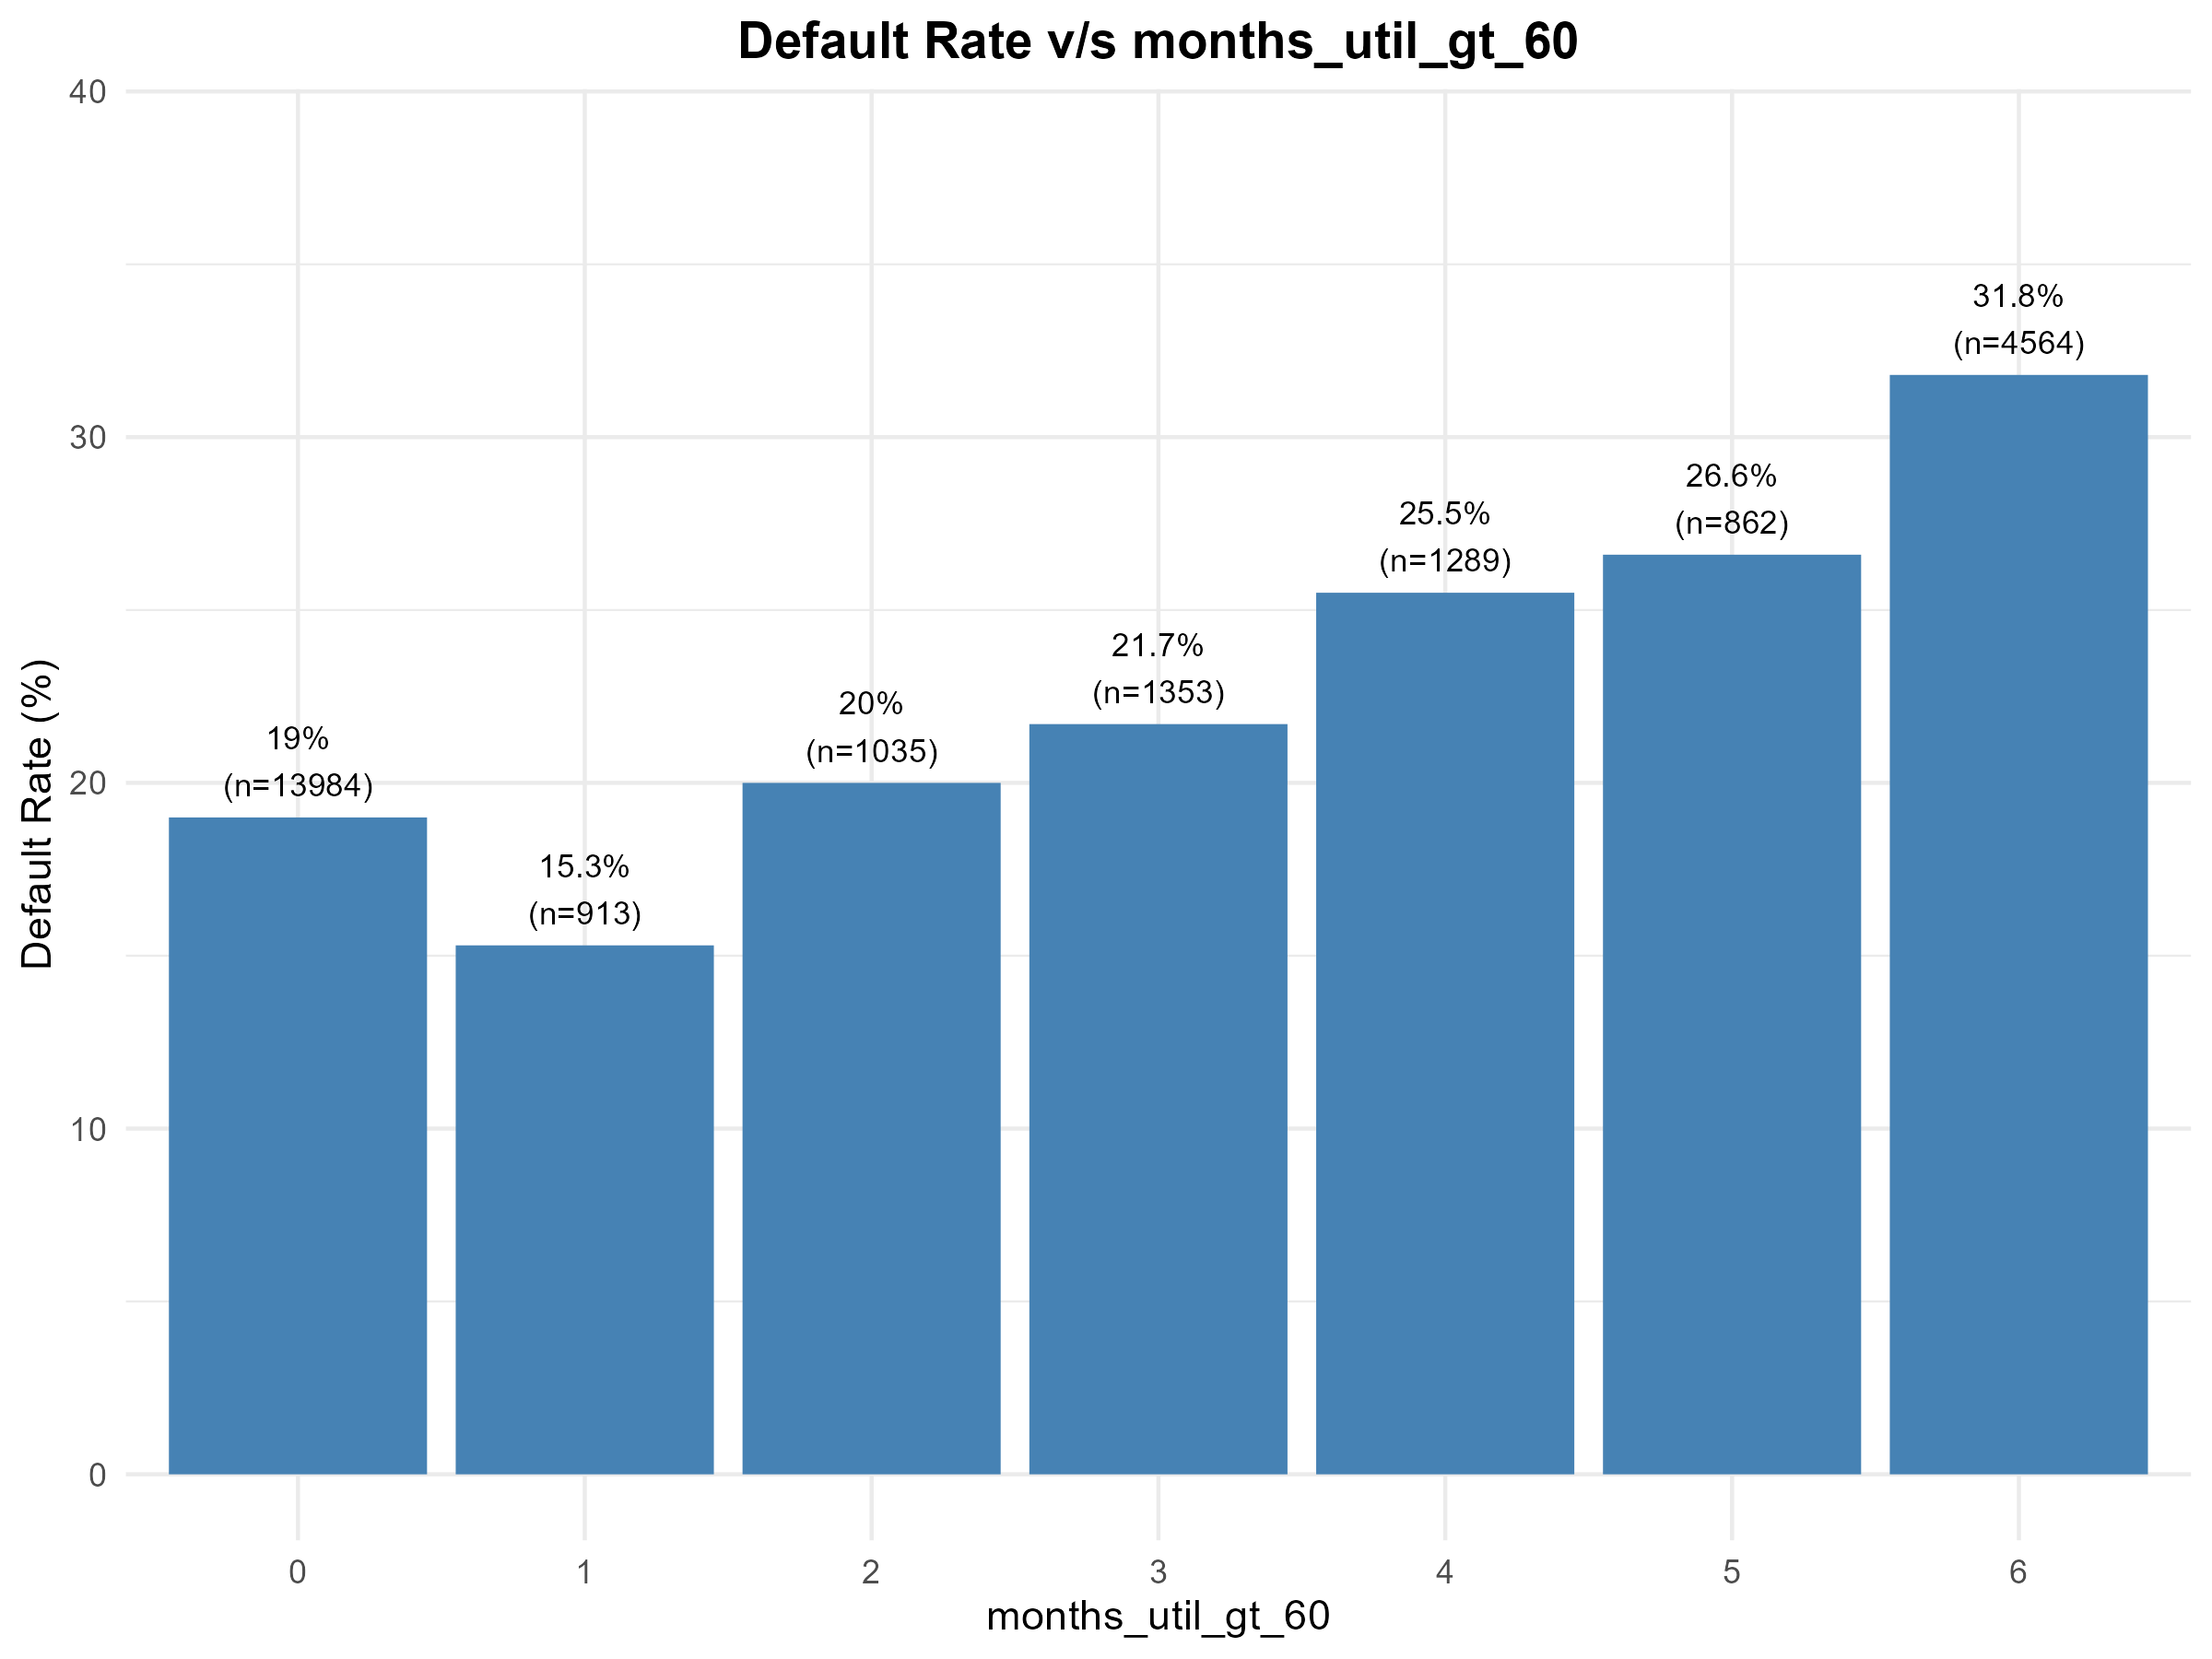 Default Rate v/s months_util_gt_60
Default Rate (%)
40
30
20
10
0
19%
(n=13984)
15.3%
(n=913)
20%
(n=1035)
21.7%
(n=1353)
25.5%
(n=1289)
26.6%
(n=862)
31.8%
(n=4564)
0
1
2
3
4
5
6
months_util_gt_60